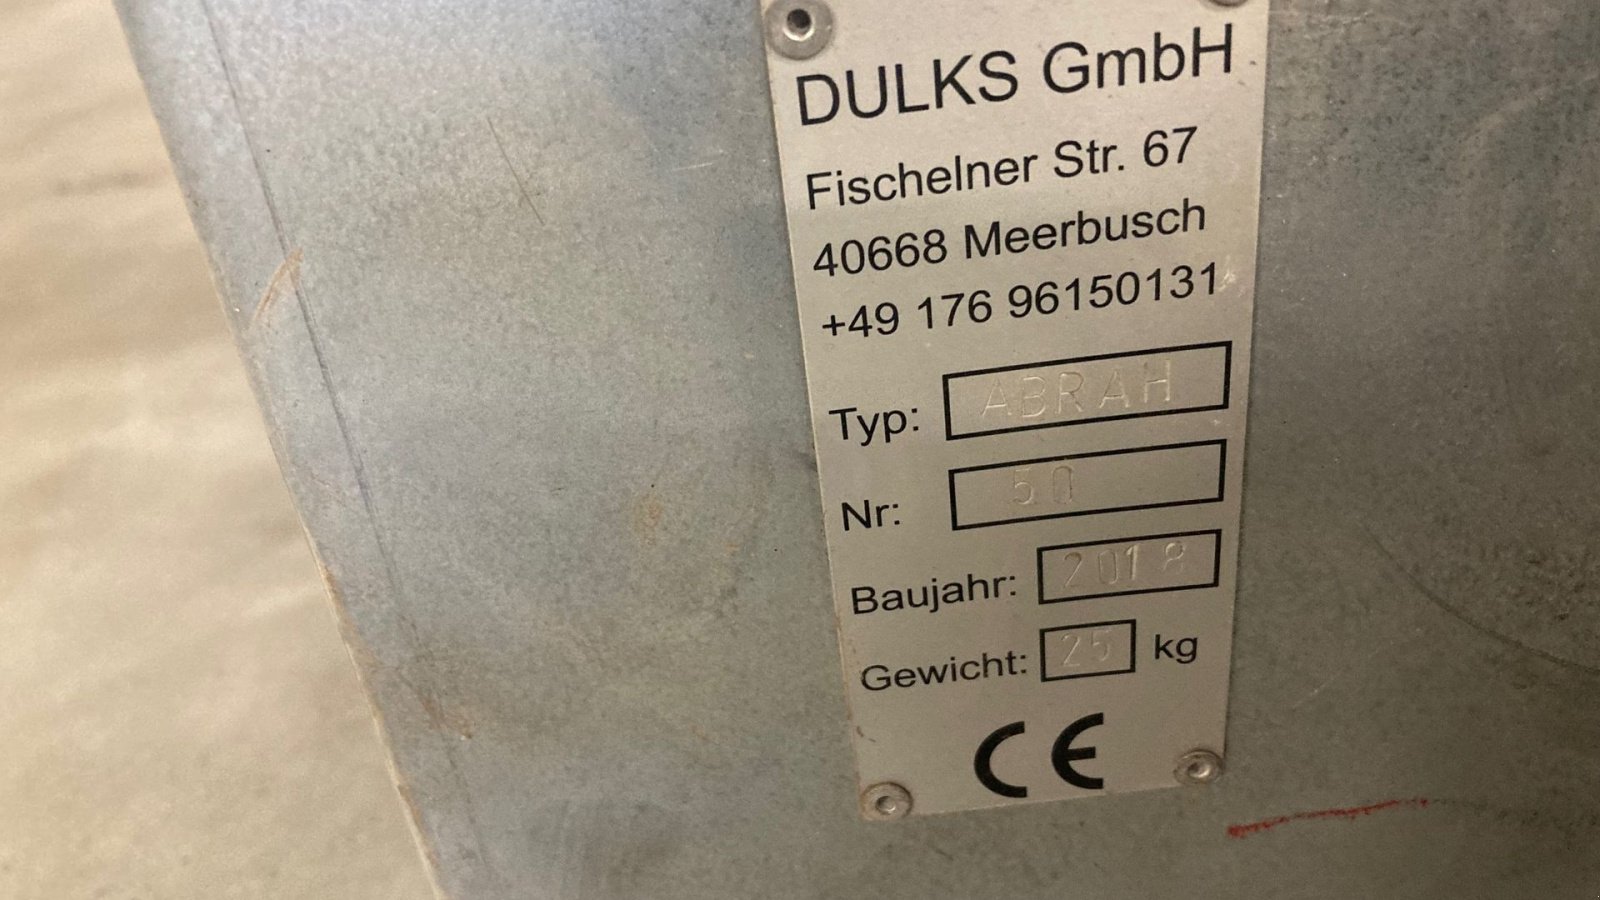 DULKS GmbH
Fischelner Str. 67
40668 Meerbusch
+49 176 96150131
Typ: ABRAH
Nr: 50
Baujahr: 2018
Gewicht: 25 kg
CE